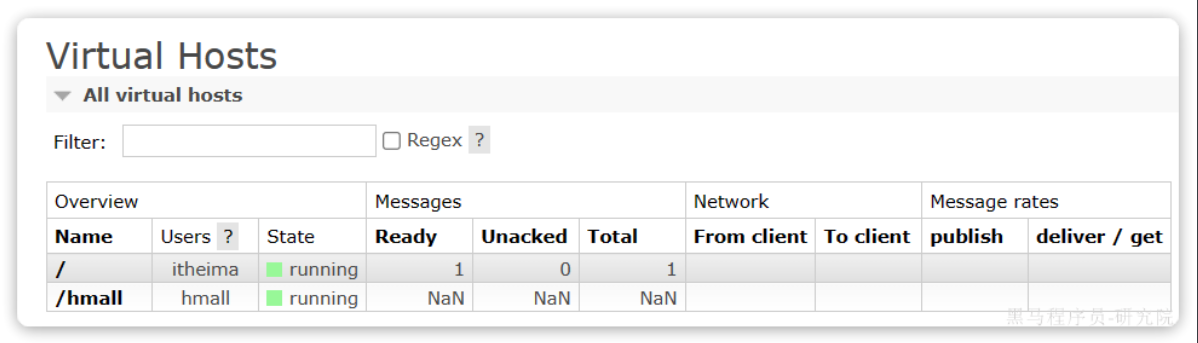 Virtual Hosts
All virtual hosts
Filter: Regex ?
Overview Messages Network Message rates
Name Users ? State Ready Unacked Total From client To client publish deliver / get
/ itheima running 1 0 1
/hmall hmall running NaN NaN NaN
黑马程序员-研究院